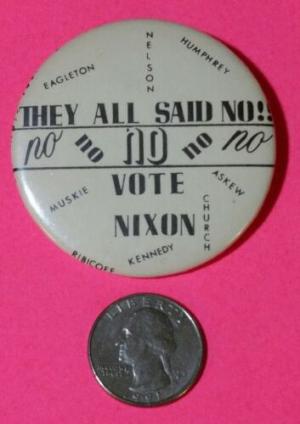 NELSON
HUMPHREY
EAGLETON
THEY ALL SAID NO!!
no no no no no
VOTE
ASKEW
MUSKIE
NIXON
CHURCH
KENNEDY
RIBICOFF
LIBERTY